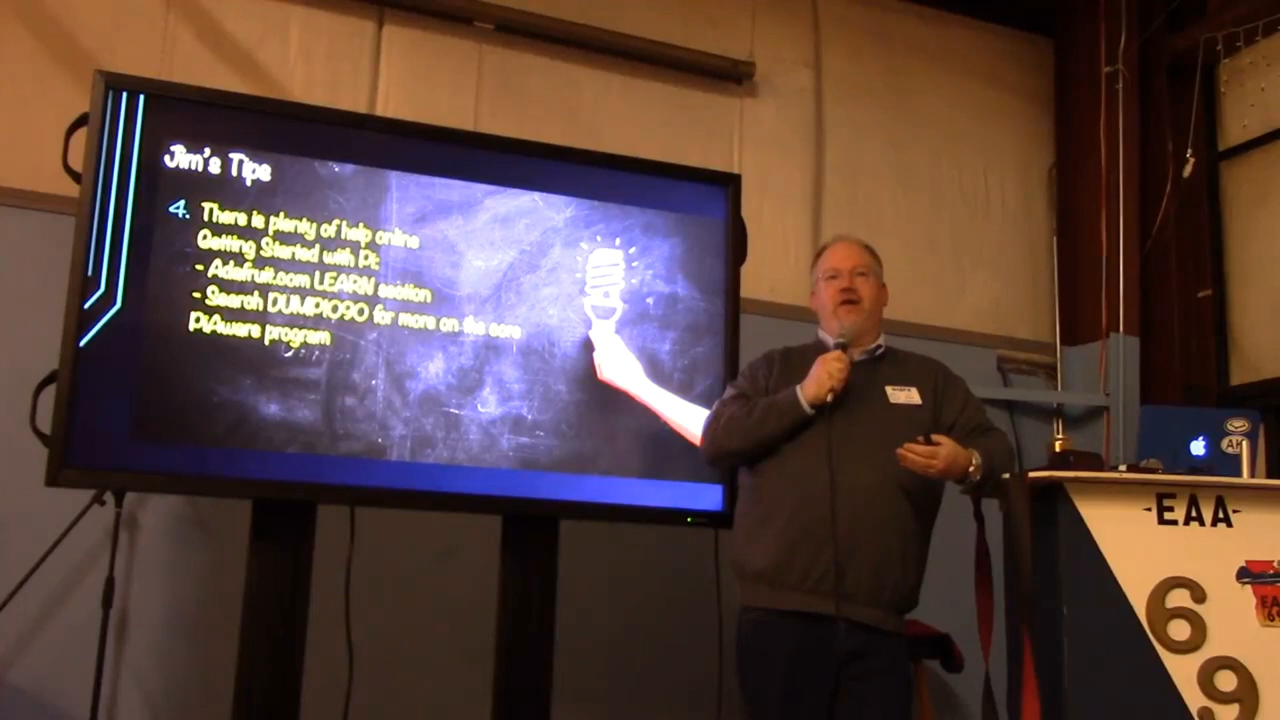 Jim's Tips
4. There is plenty of help online
Getting Started with Pi:
- Adafruit.com LEARN section
- Search DUMP1090 for more on the core
PiAware program
AK
-EAA-
69